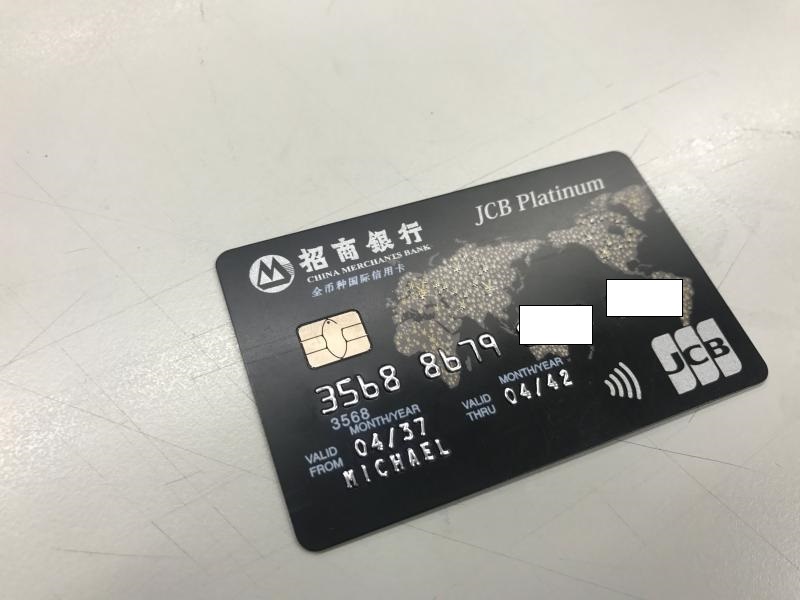 JCB Platinum
招商銀行
CHINA MERCHANTS BANK
全币种国际信用卡
3568 8679
3568
MONTH/YEAR
VALID FROM 04/37
MONTH/YEAR
VALID THRU 04/42
MICHAEL
JCB